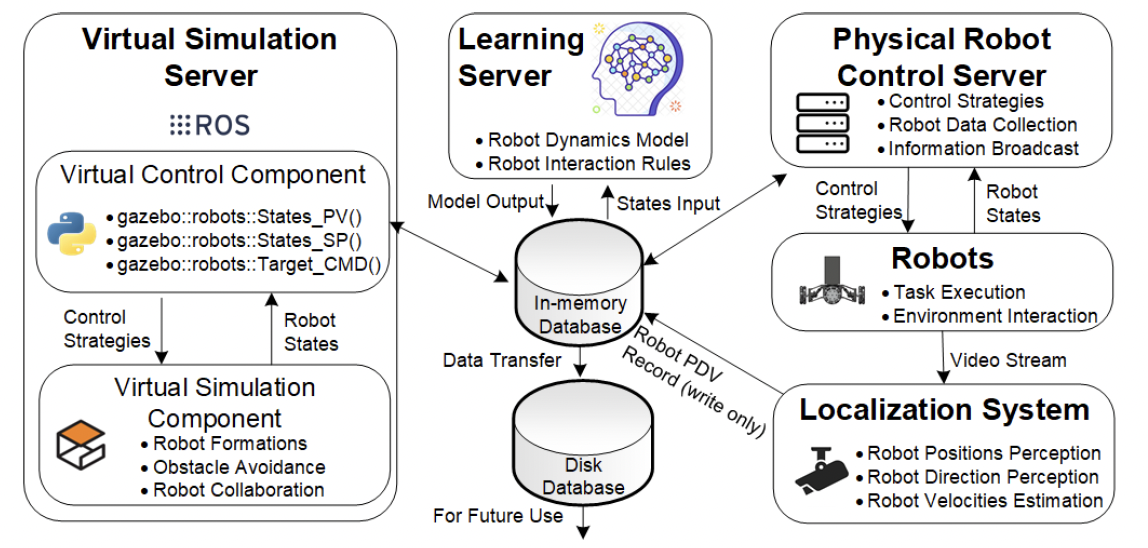 Virtual Simulation
Server
ROS
Virtual Control Component
• gazebo::robots::States_PV()
• gazebo::robots::States_SP()
• gazebo::robots::Target_CMD()
Control
Strategies
Robot
States
Virtual Simulation
Component
• Robot Formations
• Obstacle Avoidance
• Robot Collaboration
Learning
Server
• Robot Dynamics Model
• Robot Interaction Rules
Model Output
States Input
In-memory
Database
Data Transfer
Disk
Database
For Future Use
Robot PDV
Record (write only)
Physical Robot
Control Server
• Control Strategies
• Robot Data Collection
• Information Broadcast
Control
Strategies
Robot
States
Robots
• Task Execution
• Environment Interaction
Video Stream
Localization System
• Robot Positions Perception
• Robot Direction Perception
• Robot Velocities Estimation